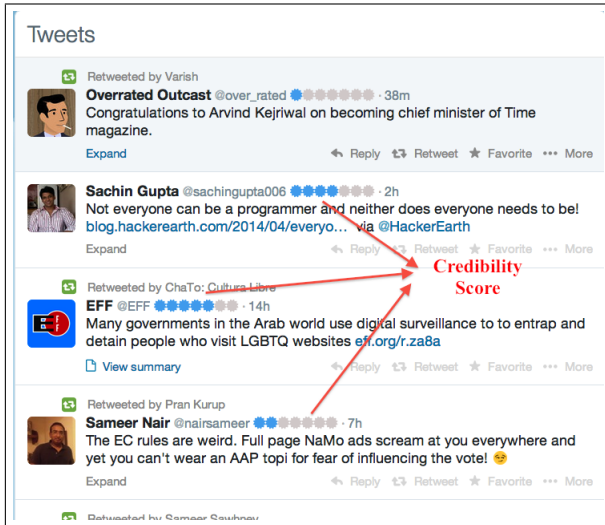 Tweets
Retweeted by Varish
Overrated Outcast @over_rated · 38m
Congratulations to Arvind Kejriwal on becoming chief minister of Time
magazine.
Expand Reply Retweet Favorite More
Sachin Gupta @sachingupta006 · 2h
Not everyone can be a programmer and neither does everyone needs to be!
blog.hackerearth.com/2014/04/everyo… via @HackerEarth
Expand Reply Retweet Favorite More
Credibility
Score
Retweeted by ChaTo: Cultura Libre
EFF @EFF · 14h
Many governments in the Arab world use digital surveillance to to entrap and
detain people who visit LGBTQ websites eff.org/r.za8a
View summary Reply Retweet Favorite More
Retweeted by Pran Kurup
Sameer Nair @nairsameer · 7h
The EC rules are weird. Full page NaMo ads scream at you everywhere and
yet you can't wear an AAP topi for fear of influencing the vote! 😏
Expand Reply Retweet Favorite More
Retweeted by Sameer Sawhney